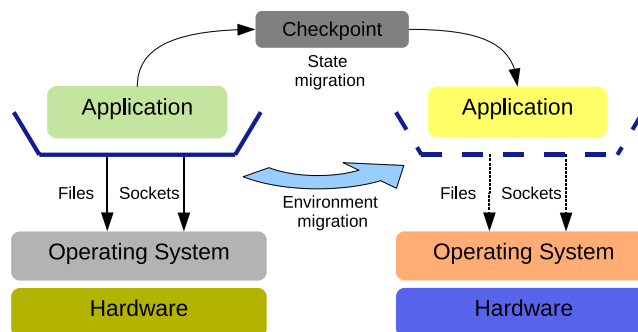 Checkpoint
State
migration
Application
Application
Files
Sockets
Environment
migration
Files
Sockets
Operating System
Operating System
Hardware
Hardware